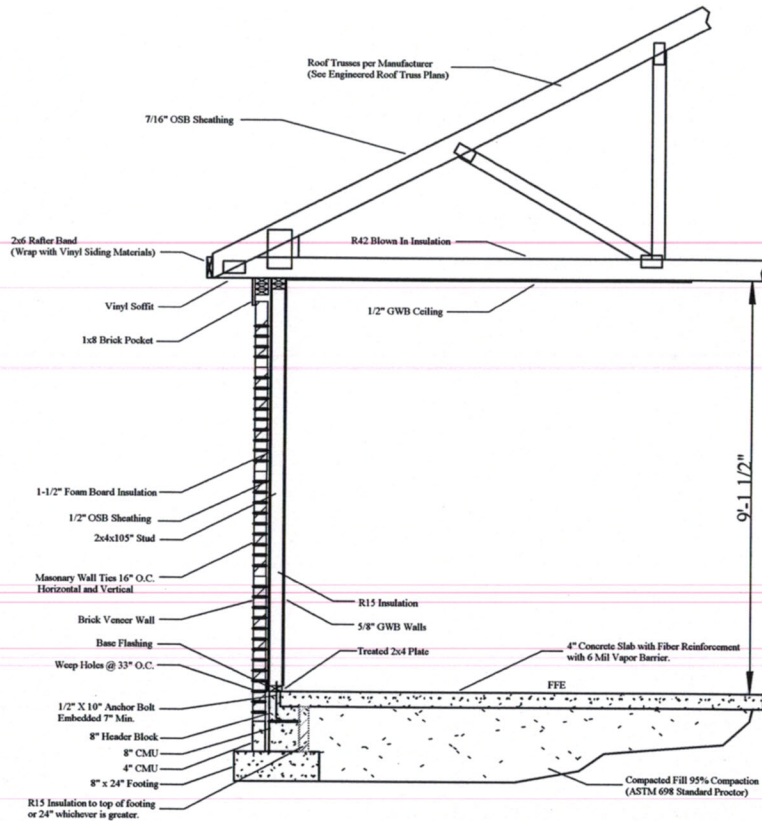 Roof Trusses per Manufacturer
(See Engineered Roof Truss Plans)
7/16" OSB Sheathing
2x6 Rafter Band
(Wrap with Vinyl Siding Materials)
R42 Blown In Insulation
Vinyl Soffit
1/2" GWB Ceiling
1x8 Brick Pocket
9'-1 1/2"
1-1/2" Foam Board Insulation
1/2" OSB Sheathing
2x4x105" Stud
Masonary Wall Ties 16" O.C.
Horizontal and Vertical
R15 Insulation
Brick Veneer Wall
5/8" GWB Walls
Base Flashing
Treated 2x4 Plate
4" Concrete Slab with Fiber Reinforcement
with 6 Mil Vapor Barrier.
Weep Holes @ 33" O.C.
FFE
1/2" X 10" Anchor Bolt
Embedded 7" Min.
8" Header Block
8" CMU
4" CMU
8" x 24" Footing
Compacted Fill 95% Compaction
(ASTM 698 Standard Proctor)
R15 Insulation to top of footing
or 24" whichever is greater.